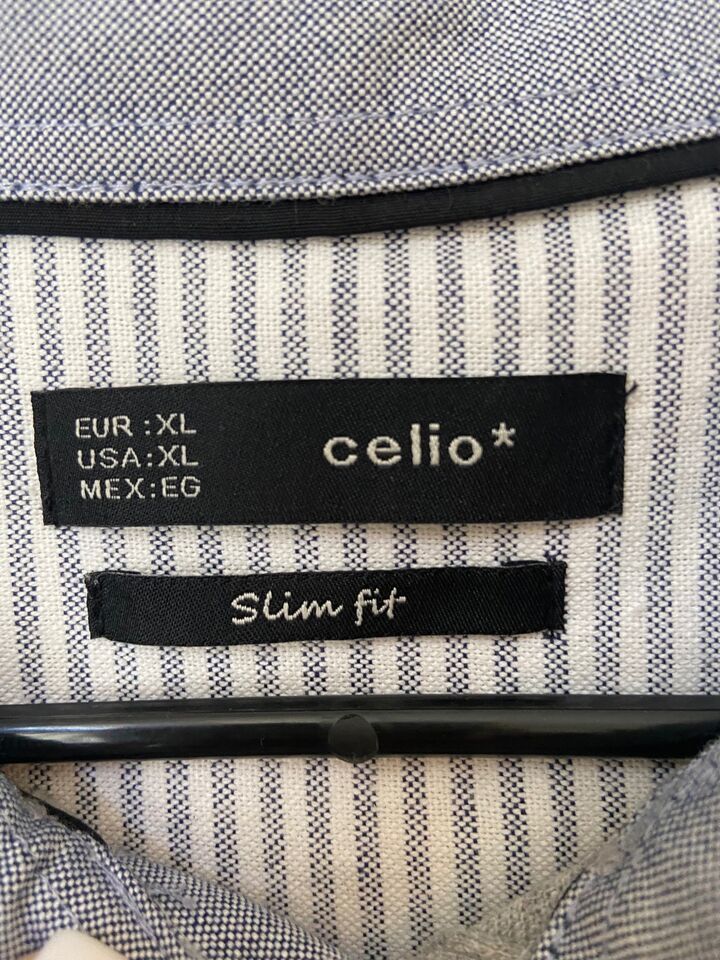 EUR :XL
USA:XL
MEX:EG
celio*
Slim fit